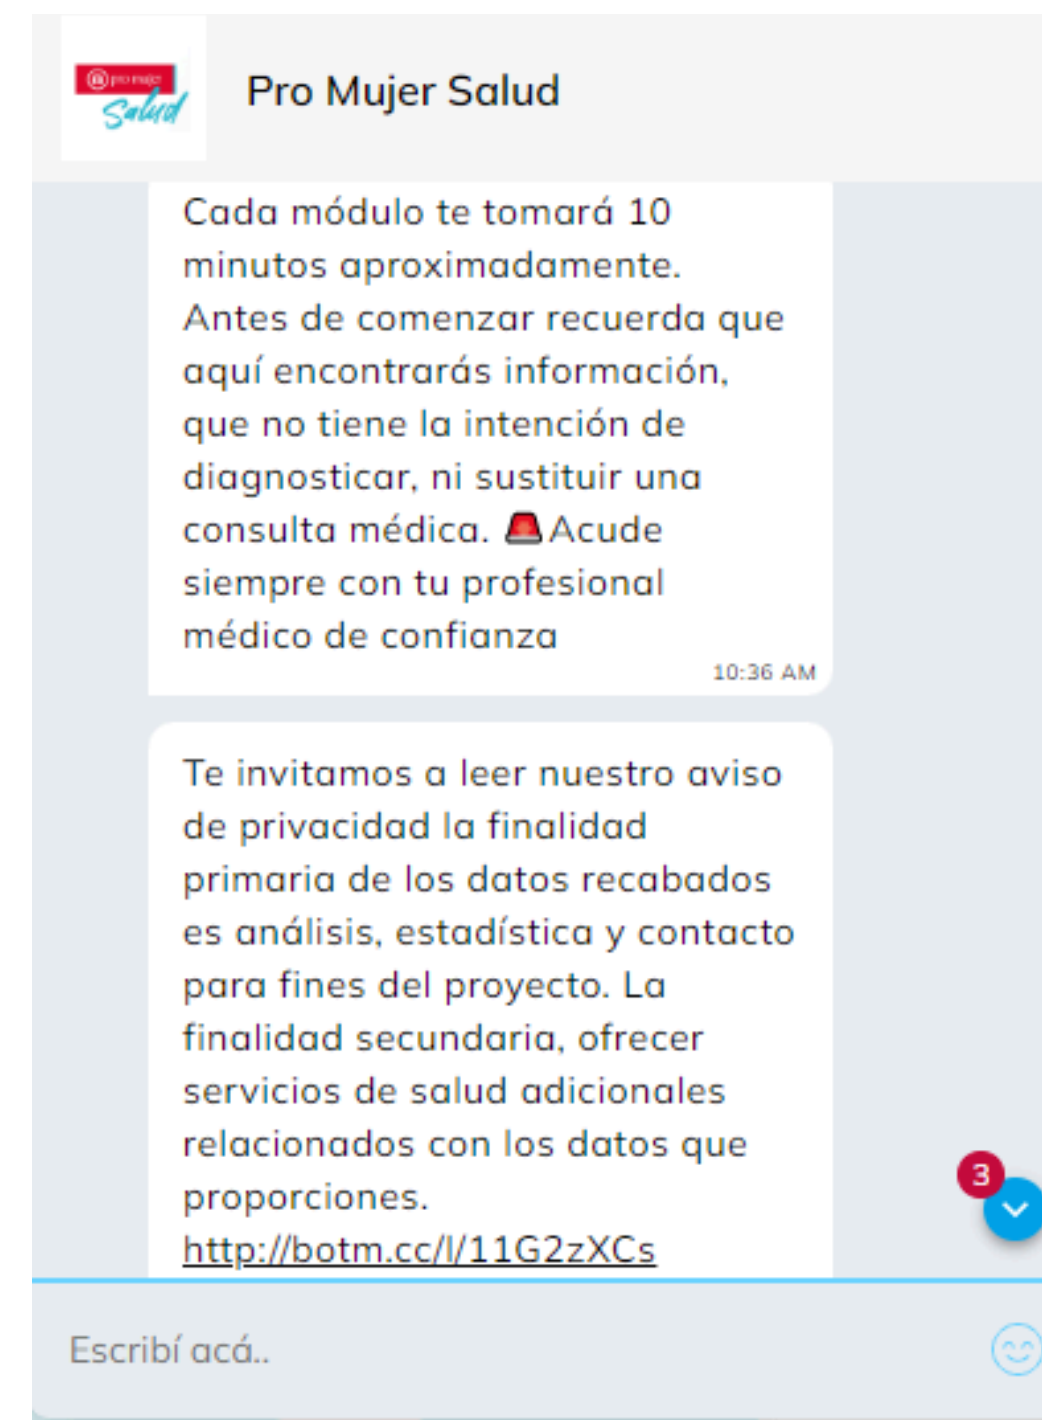 pro mujer
Salud
Pro Mujer Salud
Cada módulo te tomará 10
minutos aproximadamente.
Antes de comenzar recuerda que
aquí encontrarás información,
que no tiene la intención de
diagnosticar, ni sustituir una
consulta médica. 🚨Acude
siempre con tu profesional
médico de confianza
10:36 AM
Te invitamos a leer nuestro aviso
de privacidad la finalidad
primaria de los datos recabados
es análisis, estadística y contacto
para fines del proyecto. La
finalidad secundaria, ofrecer
servicios de salud adicionales
relacionados con los datos que
proporciones.
http://botm.cc/l/11G2zXCs
3
Escribí acá..